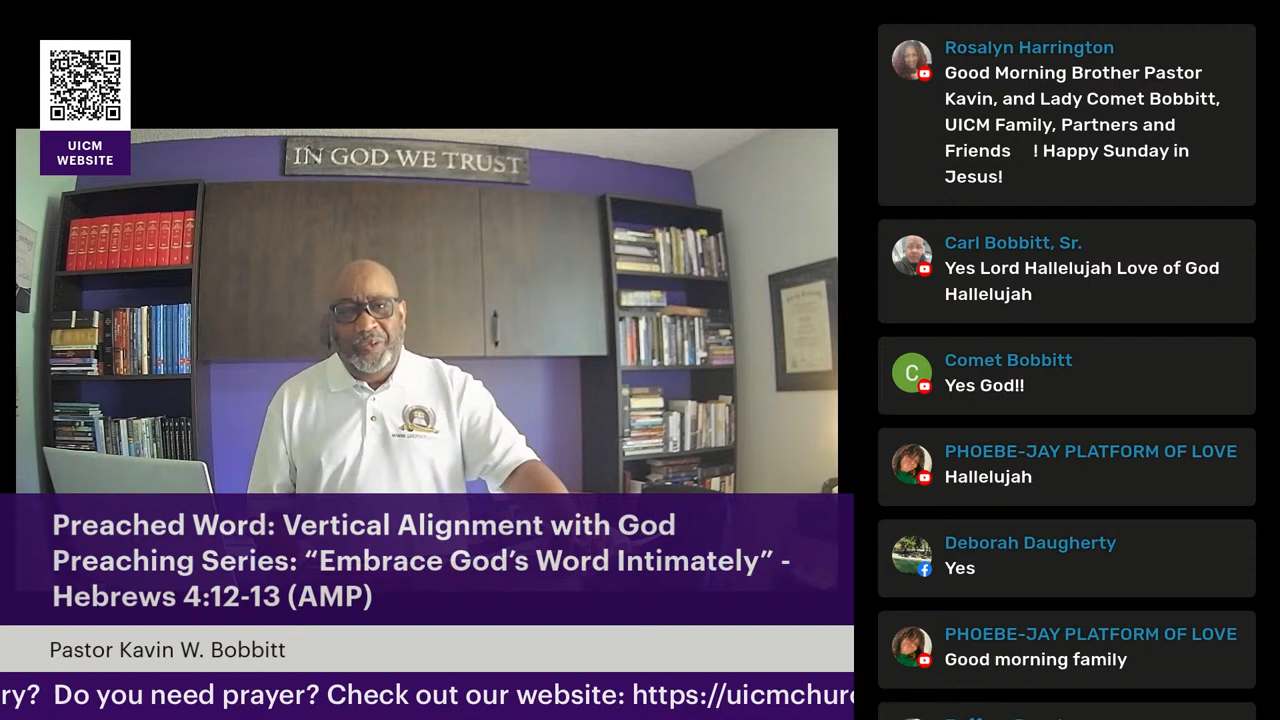 UICM
WEBSITE
IN GOD WE TRUST
Preached Word: Vertical Alignment with God
Preaching Series: “Embrace God’s Word Intimately” -
Hebrews 4:12-13 (AMP)
Pastor Kavin W. Bobbitt
ry? Do you need prayer? Check out our website: https://uicmchur
Rosalyn Harrington
Good Morning Brother Pastor
Kavin, and Lady Comet Bobbitt,
UICM Family, Partners and
Friends ! Happy Sunday in
Jesus!
Carl Bobbitt, Sr.
Yes Lord Hallelujah Love of God
Hallelujah
C
Comet Bobbitt
Yes God!!
PHOEBE-JAY PLATFORM OF LOVE
Hallelujah
Deborah Daugherty
Yes
PHOEBE-JAY PLATFORM OF LOVE
Good morning family